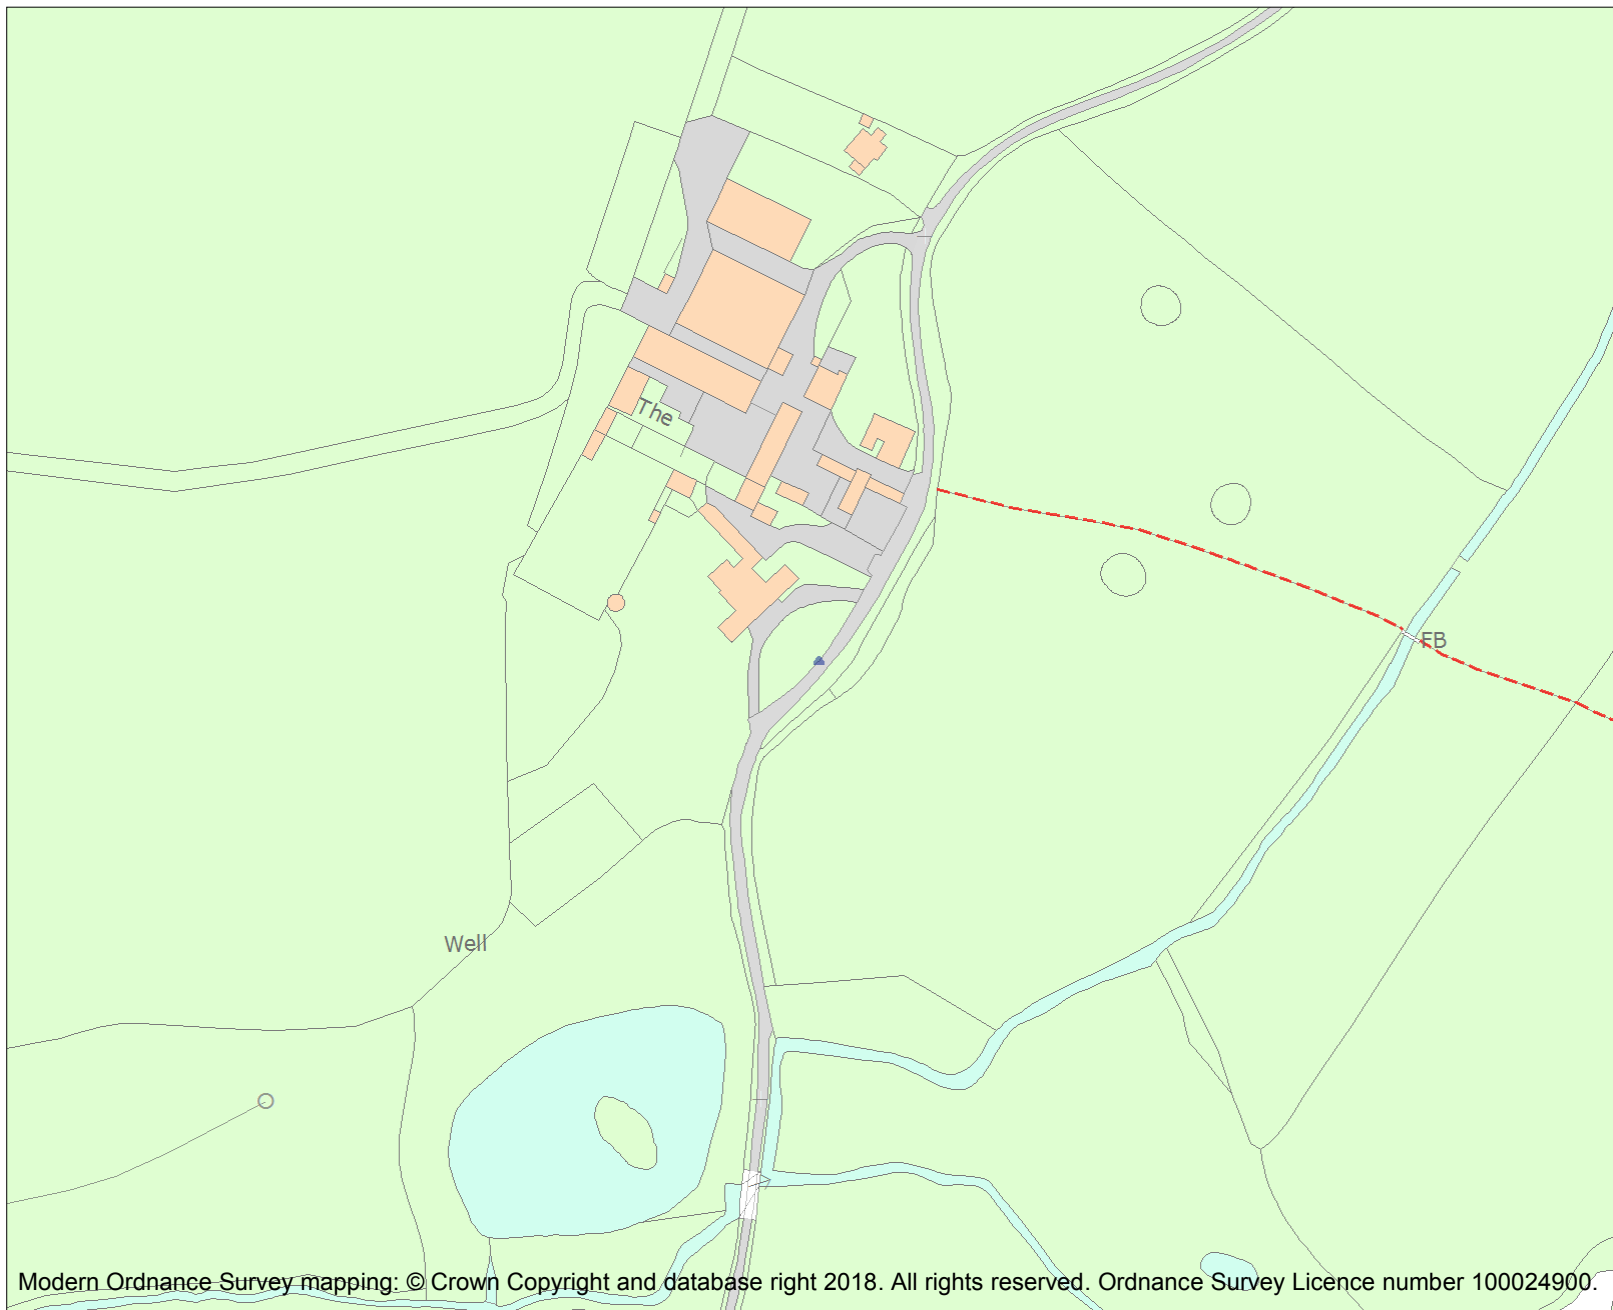 The
FB
Well
Modern Ordnance Survey mapping: © Crown Copyright and database right 2018. All rights reserved. Ordnance Survey Licence number 100024900.